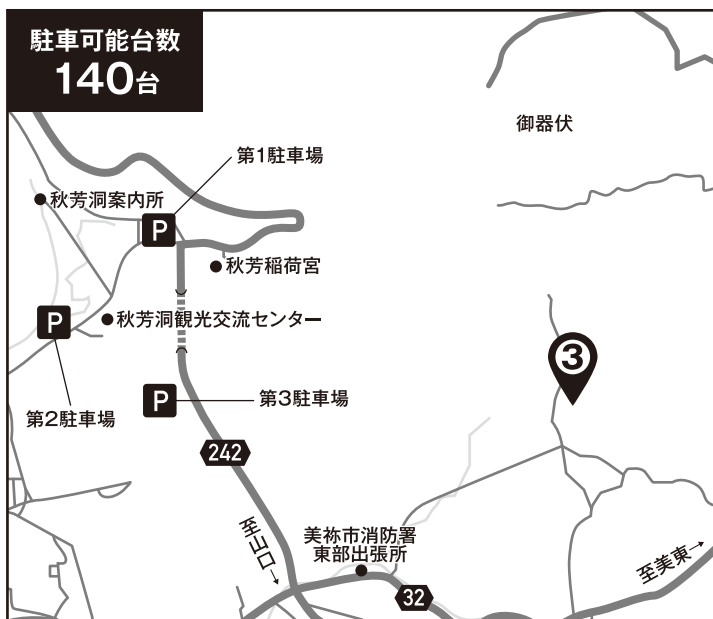 駐車可能台数
140台
御器伏
第1駐車場
秋芳洞案内所
P
秋芳稲荷宮
P
秋芳洞観光交流センター
3
P
第3駐車場
第2駐車場
242
至山口→
美祢市消防署
東部出張所
至美東→
32